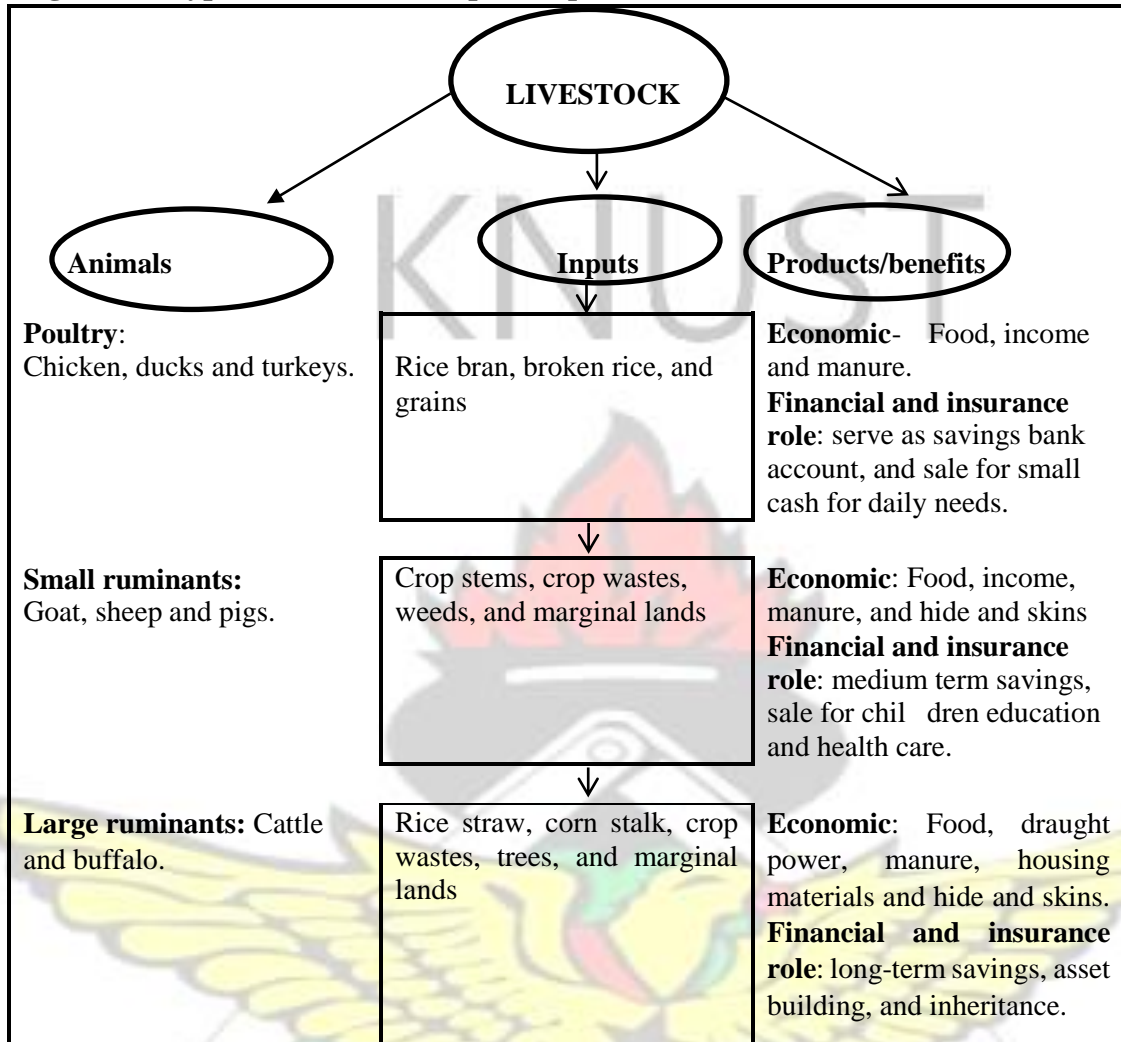 LIVESTOCK
KNUST
Animals
Inputs
Products/benefits
Poultry:
Chicken, ducks and turkeys.
Rice bran, broken rice, and
grains
Economic- Food, income
and manure.
Financial and insurance
role: serve as savings bank
account, and sale for small
cash for daily needs.
Small ruminants:
Goat, sheep and pigs.
Crop stems, crop wastes,
weeds, and marginal lands
Economic: Food, income,
manure, and hide and skins
Financial and insurance
role: medium term savings,
sale for chil dren education
and health care.
Large ruminants: Cattle
and buffalo.
Rice straw, corn stalk, crop
wastes, trees, and marginal
lands
Economic: Food, draught
power, manure, housing
materials and hide and skins.
Financial and insurance
role: long-term savings, asset
building, and inheritance.